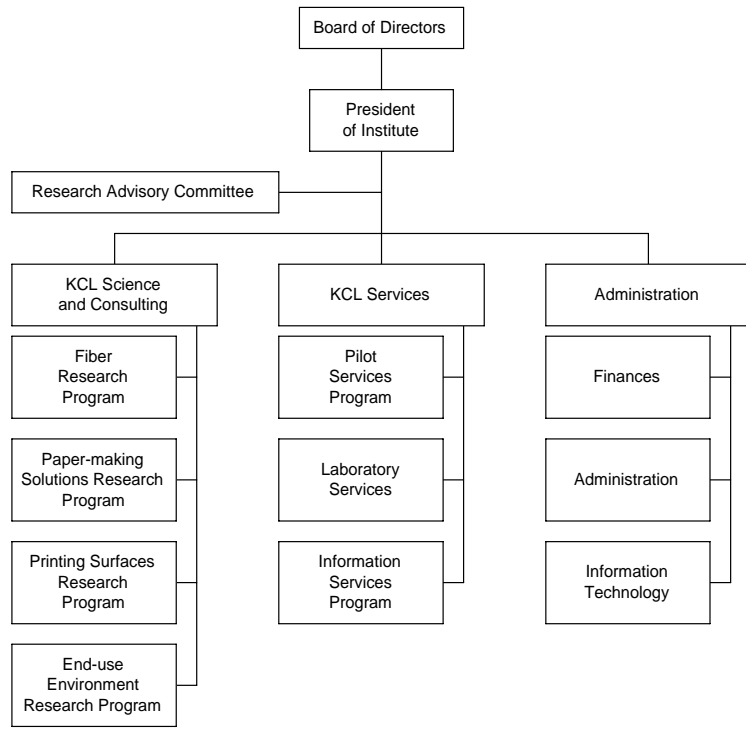 Board of Directors
President
of Institute
Research Advisory Committee
KCL Science
and Consulting
KCL Services
Administration
Fiber
Research
Program
Pilot
Services
Program
Finances
Paper-making
Solutions Research
Program
Laboratory
Services
Administration
Printing Surfaces
Research
Program
Information
Services
Program
Information
Technology
End-use
Environment
Research Program